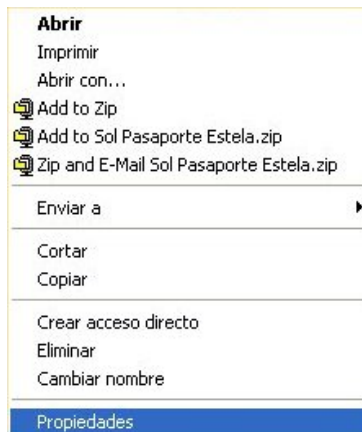 Abrir
Imprimir
Abrir con...
Add to Zip
Add to Sol Pasaporte Estela.zip
Zip and E-Mail Sol Pasaporte Estela.zip
Enviar a
Cortar
Copiar
Crear acceso directo
Eliminar
Cambiar nombre
Propiedades